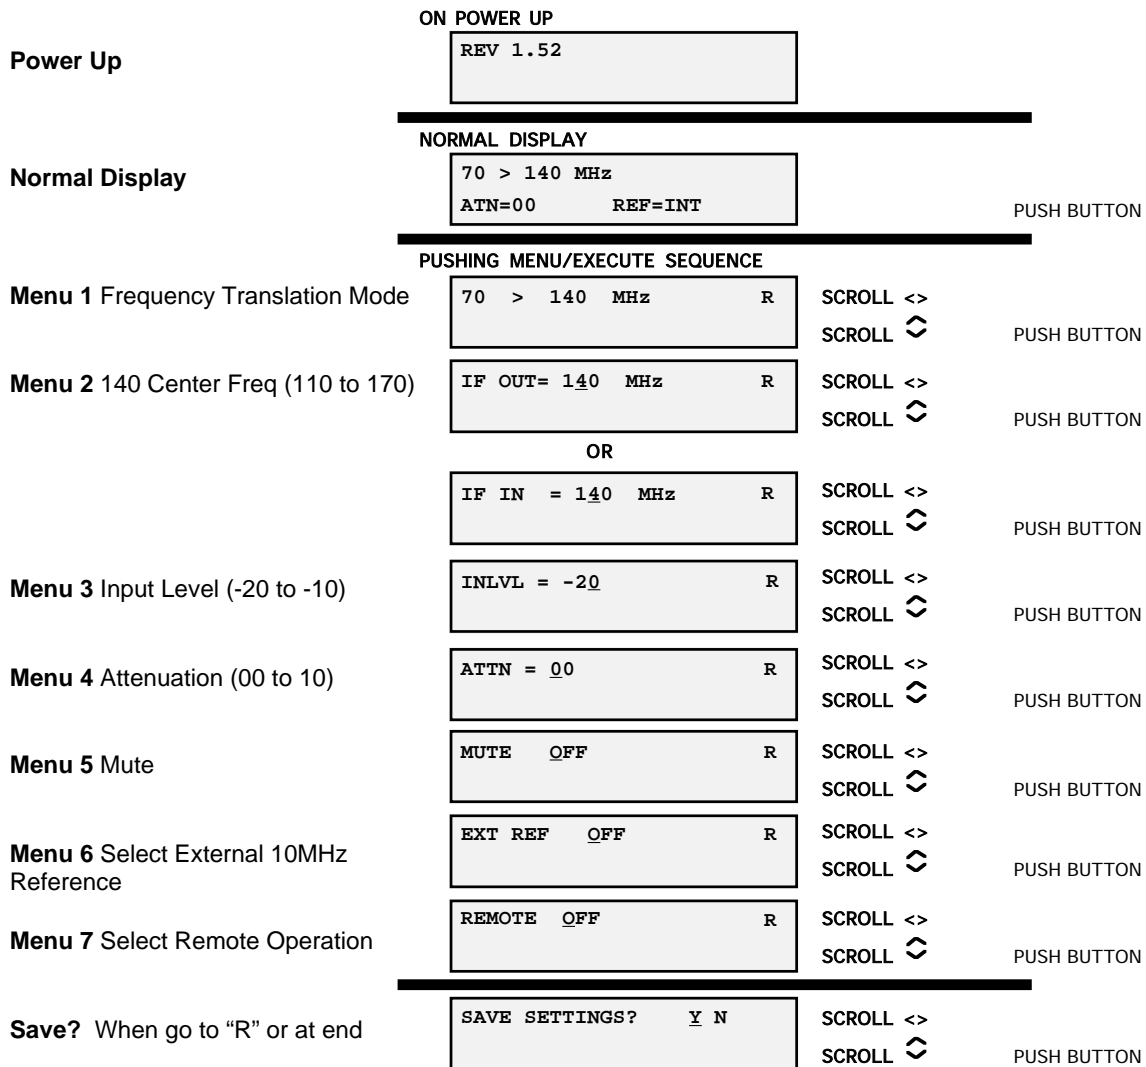 ON POWER UP
Power Up
REV 1.52
NORMAL DISPLAY
Normal Display
70 > 140 MHz
ATN=00 REF=INT
PUSH BUTTON
PUSHING MENU/EXECUTE SEQUENCE
Menu 1 Frequency Translation Mode
70 > 140 MHz R
SCROLL <>
SCROLL
PUSH BUTTON
Menu 2 140 Center Freq (110 to 170)
IF OUT= 140 MHz R
SCROLL <>
SCROLL
PUSH BUTTON
OR
IF IN = 140 MHz R
SCROLL <>
SCROLL
PUSH BUTTON
Menu 3 Input Level (-20 to -10)
INLVL = -20 R
SCROLL <>
SCROLL
PUSH BUTTON
Menu 4 Attenuation (00 to 10)
ATTN = 00 R
SCROLL <>
SCROLL
PUSH BUTTON
Menu 5 Mute
MUTE OFF R
SCROLL <>
SCROLL
PUSH BUTTON
Menu 6 Select External 10MHz
Reference
EXT REF OFF R
SCROLL <>
SCROLL
PUSH BUTTON
Menu 7 Select Remote Operation
REMOTE OFF R
SCROLL <>
SCROLL
PUSH BUTTON
Save? When go to “R” or at end
SAVE SETTINGS? Y N
SCROLL <>
SCROLL
PUSH BUTTON